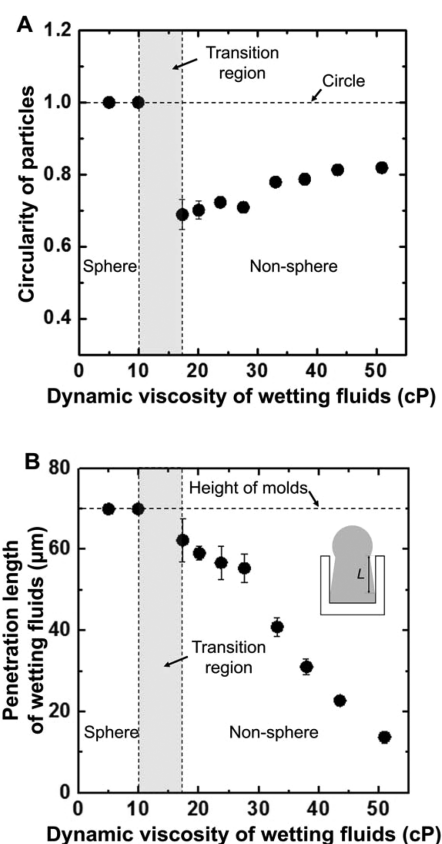 A
1.2
1.0
0.8
0.6
0.4
0
Circularity of particles
Transition
region
Circle
Sphere
Non-sphere
0 10 20 30 40 50
Dynamic viscosity of wetting fluids (cP)
B
80
60
40
20
0
Penetration length
of wetting fluids (μm)
Height of molds
L
Transition
region
Sphere
Non-sphere
0 10 20 30 40 50
Dynamic viscosity of wetting fluids (cP)